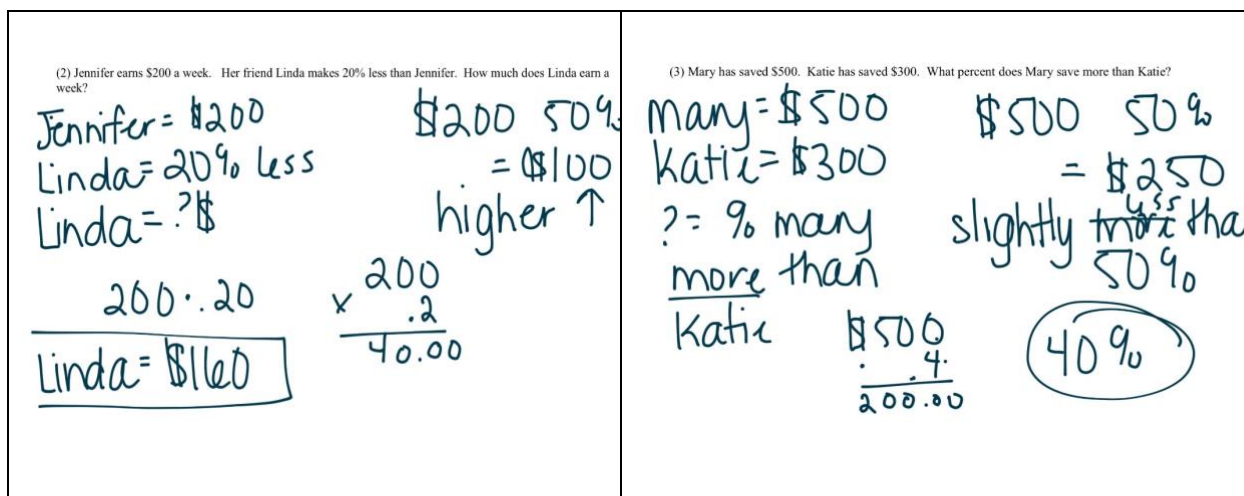 (2) Jennifer earns $200 a week. Her friend Linda makes 20% less than Jennifer. How much does Linda earn a
week?
Jennifer = $200
Linda = 20% less
Linda = ?$
200 · .20
Linda = $160
$200 50%
= $100
higher ↑
200
x .2
40.00
(3) Mary has saved $500. Katie has saved $300. What percent does Mary save more than Katie?
Mary = $500
Katie = $300
? = % Mary
more than
Katie
$500
· .4
200.00
$500 50%
= $250
less
slightly more tha
50%
40%